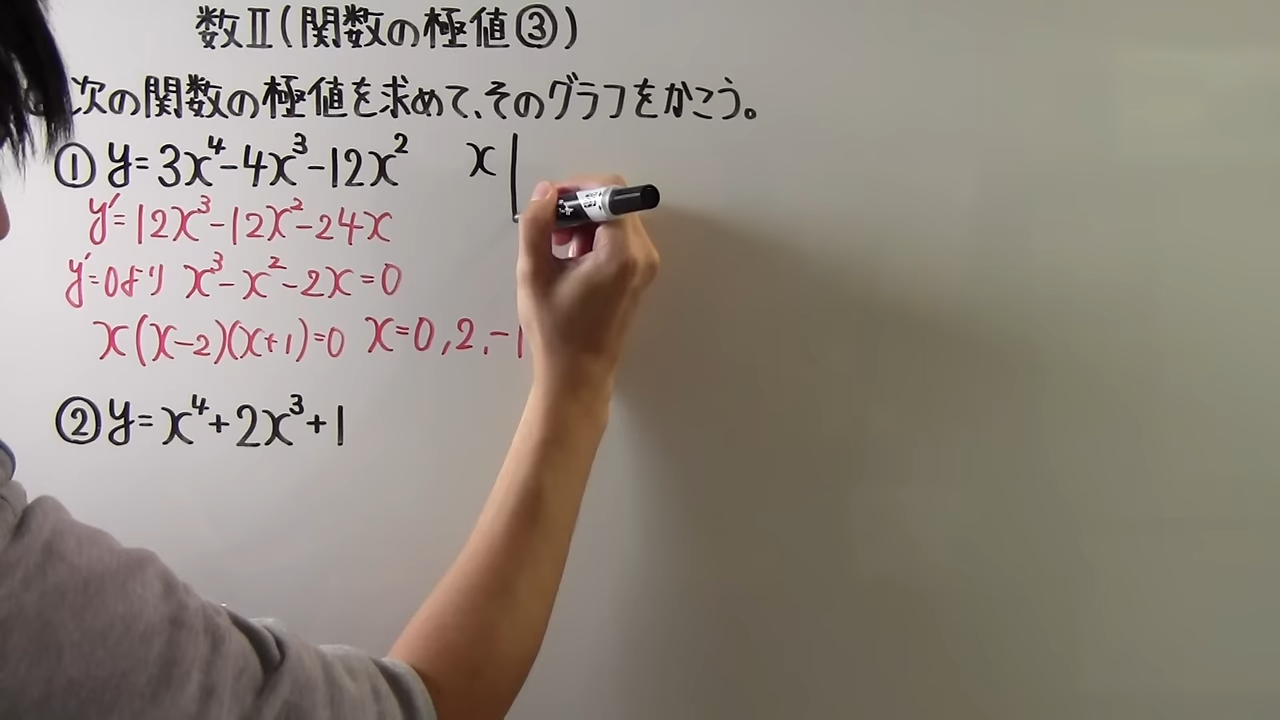 数Ⅱ(関数の極値③)
次の関数の極値を求めて、そのグラフをかこう。
① y=3x⁴-4x³-12x²
x
y'=12x³-12x²-24x
y'=0より x³-x²-2x=0
x(x-2)(x+1)=0 x=0,2,-1
② y=x⁴+2x³+1